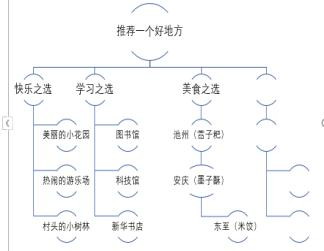 推荐一个好地方
快乐之选
学习之选
美食之选
美丽的小花园
图书馆
池州（苦子粑）
热闹的游乐场
科技馆
安庆（墨子酥）
村头的小树林
新华书店
东至（米饺）